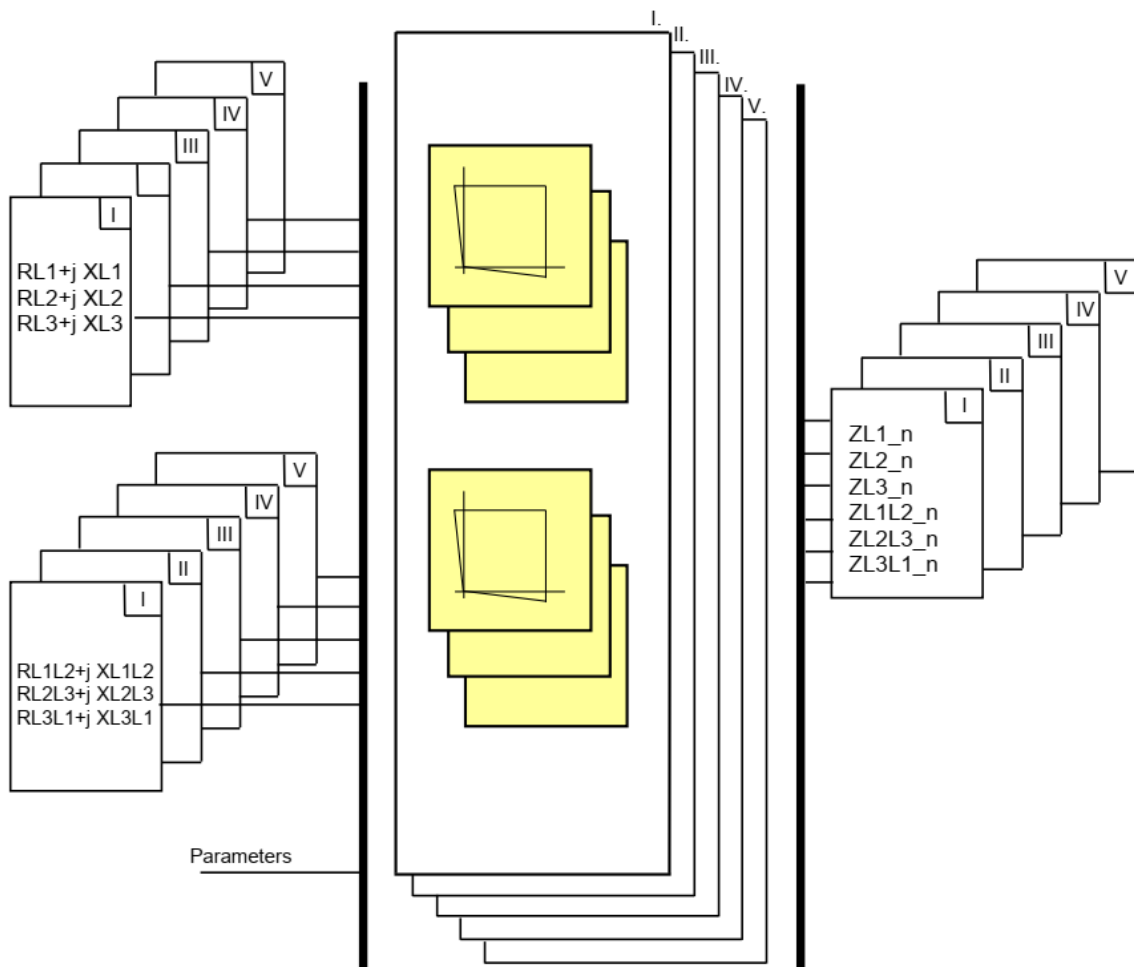 I.
II.
III.
IV.
V.
V
IV
III
I
RL1+j XL1
RL2+j XL2
RL3+j XL3
V
IV
III
II
I
RL1L2+j XL1L2
RL2L3+j XL2L3
RL3L1+j XL3L1
Parameters
V
IV
III
II
I
ZL1_n
ZL2_n
ZL3_n
ZL1L2_n
ZL2L3_n
ZL3L1_n